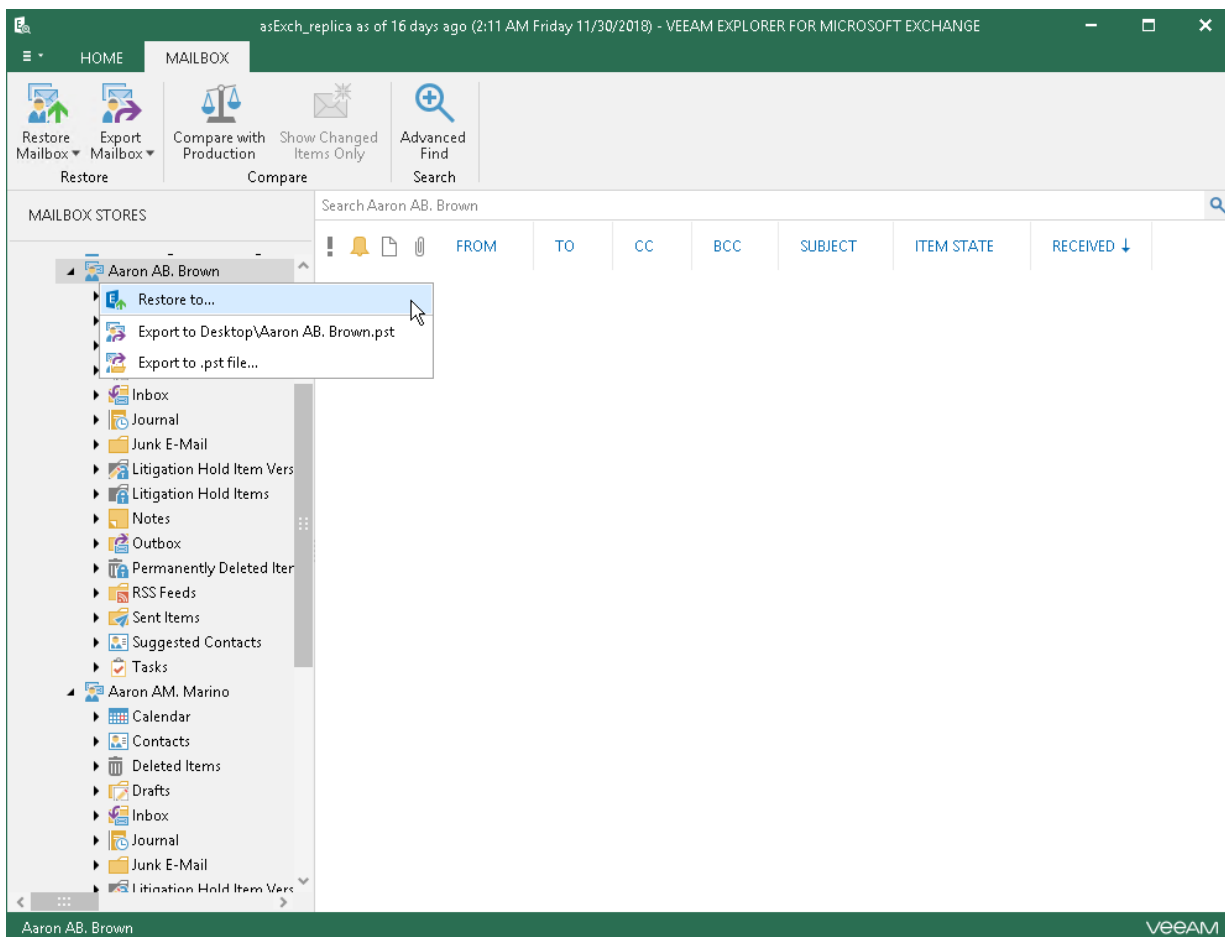 asExch_replica as of 16 days ago (2:11 AM Friday 11/30/2018) - VEEAM EXPLORER FOR MICROSOFT EXCHANGE
HOME MAILBOX
Restore Mailbox
Export Mailbox
Compare with Production
Show Changed Items Only
Advanced Find
Restore Compare Search
MAILBOX STORES
Search Aaron AB. Brown
FROM TO CC BCC SUBJECT ITEM STATE RECEIVED
Aaron AB. Brown
Restore to...
Export to Desktop\Aaron AB. Brown.pst
Export to .pst file...
Inbox
Journal
Junk E-Mail
Litigation Hold Item Vers
Litigation Hold Items
Notes
Outbox
Permanently Deleted Iter
RSS Feeds
Sent Items
Suggested Contacts
Tasks
Aaron AM. Marino
Calendar
Contacts
Deleted Items
Drafts
Inbox
Journal
Junk E-Mail
Litigation Hold Item Vers
Aaron AB. Brown
veeAM